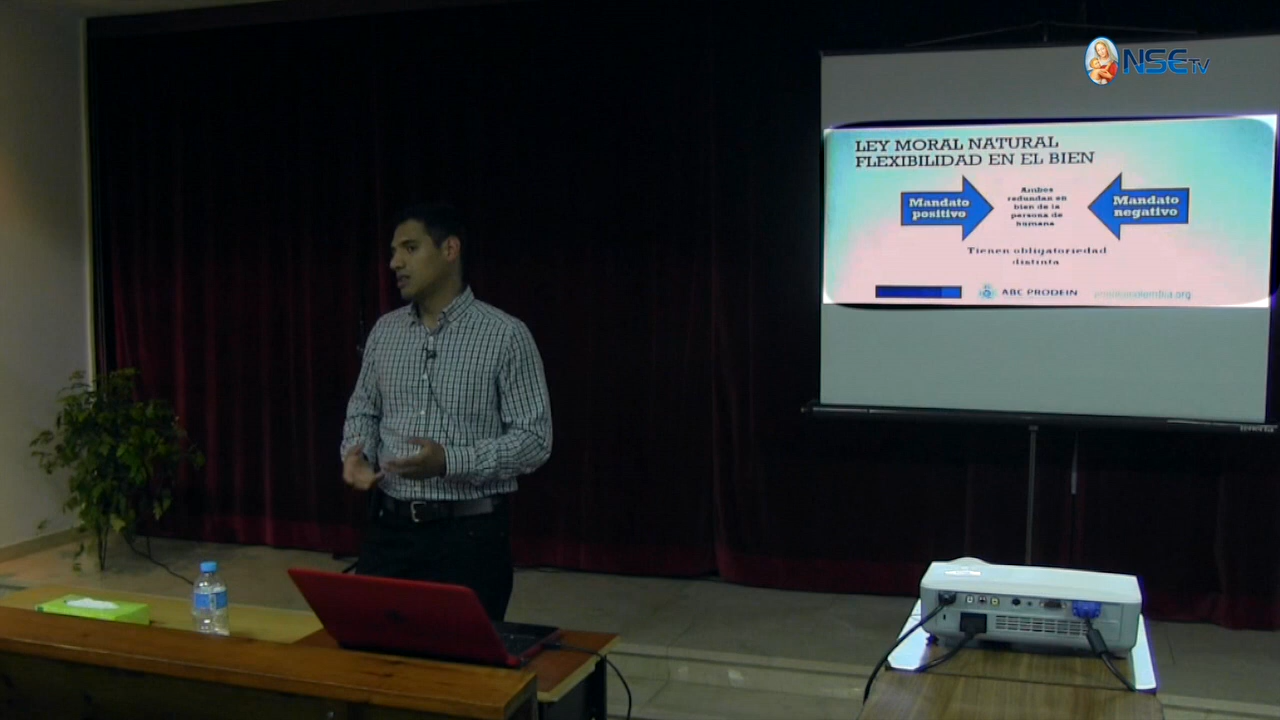 NSETV
LEY MORAL NATURAL
FLEXIBILIDAD EN EL BIEN
Mandato
positivo
Ambos
redundan en
bien de la
persona de
humana
Mandato
negativo
Tienen obligatoriedad
distinta
ABC PRODEIN